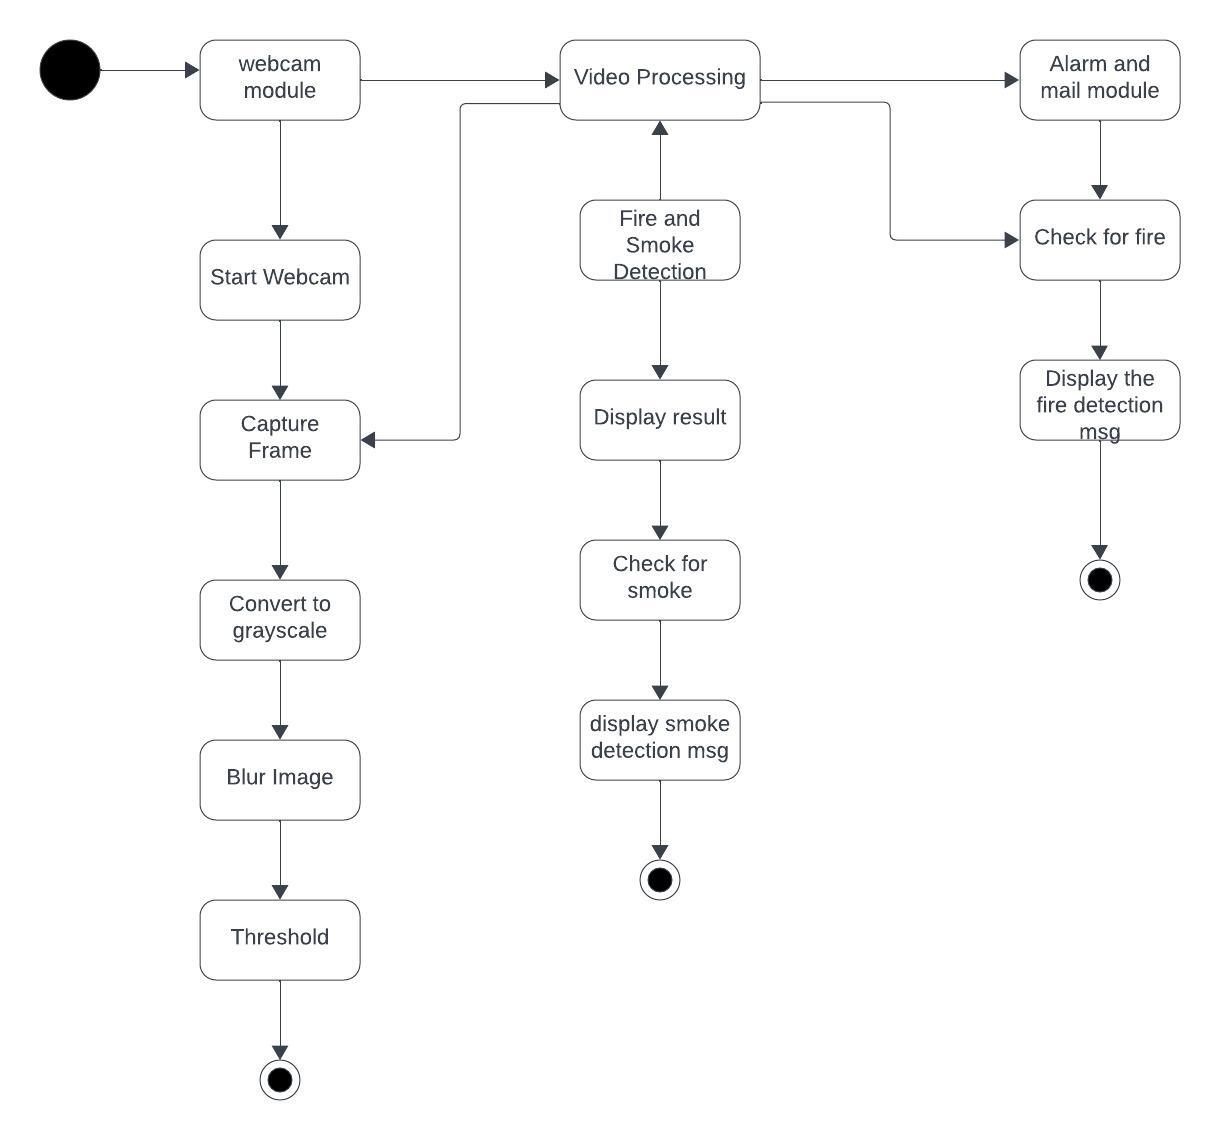 webcam
module
Video Processing
Alarm and
mail module
Fire and
Smoke
Detection
Check for fire
Start Webcam
Display the
fire detection
msg
Display result
Capture
Frame
Check for
smoke
Convert to
grayscale
display smoke
detection msg
Blur Image
Threshold